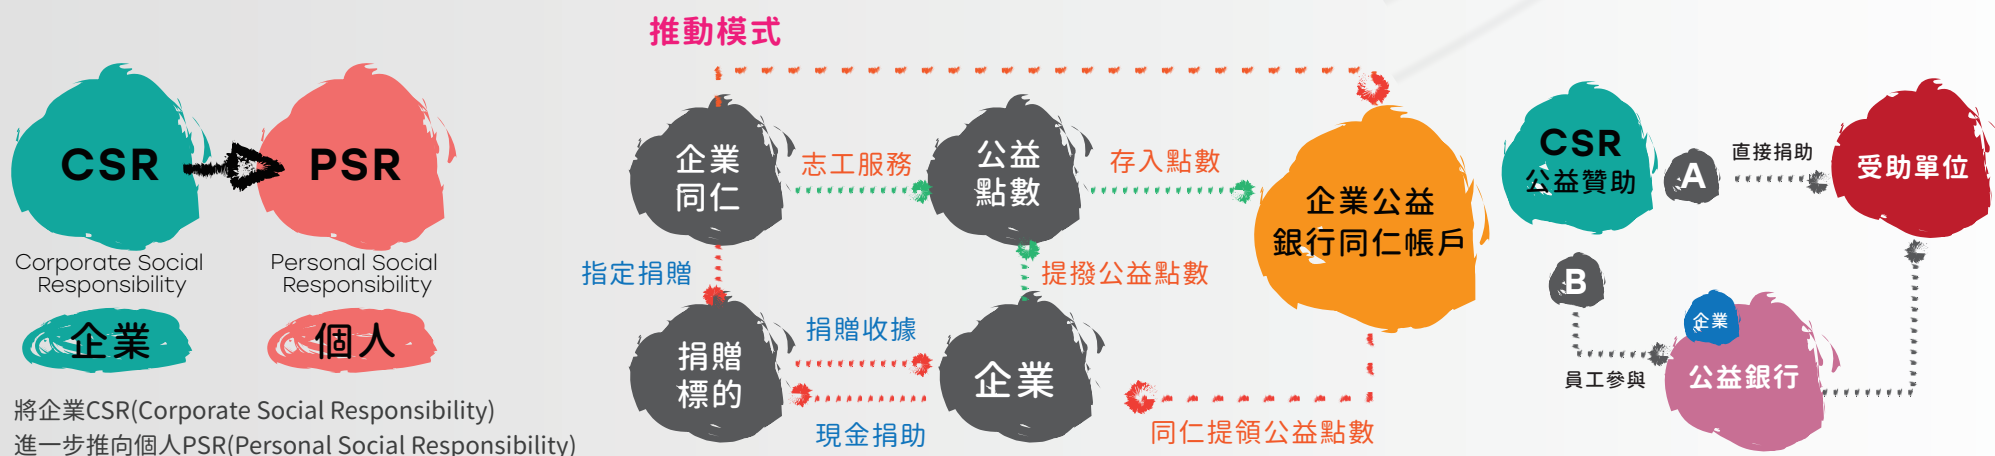 推動模式
CSR
PSR
Corporate Social
Responsibility
Personal Social
Responsibility
企業
個人
將企業CSR(Corporate Social Responsibility)
進一步推向個人PSR(Personal Social Responsibility)
企業
同仁
志工服務
公益
點數
存入點數
企業公益
銀行同仁帳戶
指定捐贈
提撥公益點數
捐贈
標的
捐贈收據
現金捐助
企業
同仁提領公益點數
CSR
公益贊助
A
直接捐助
受助單位
B
員工參與
企業
公益銀行